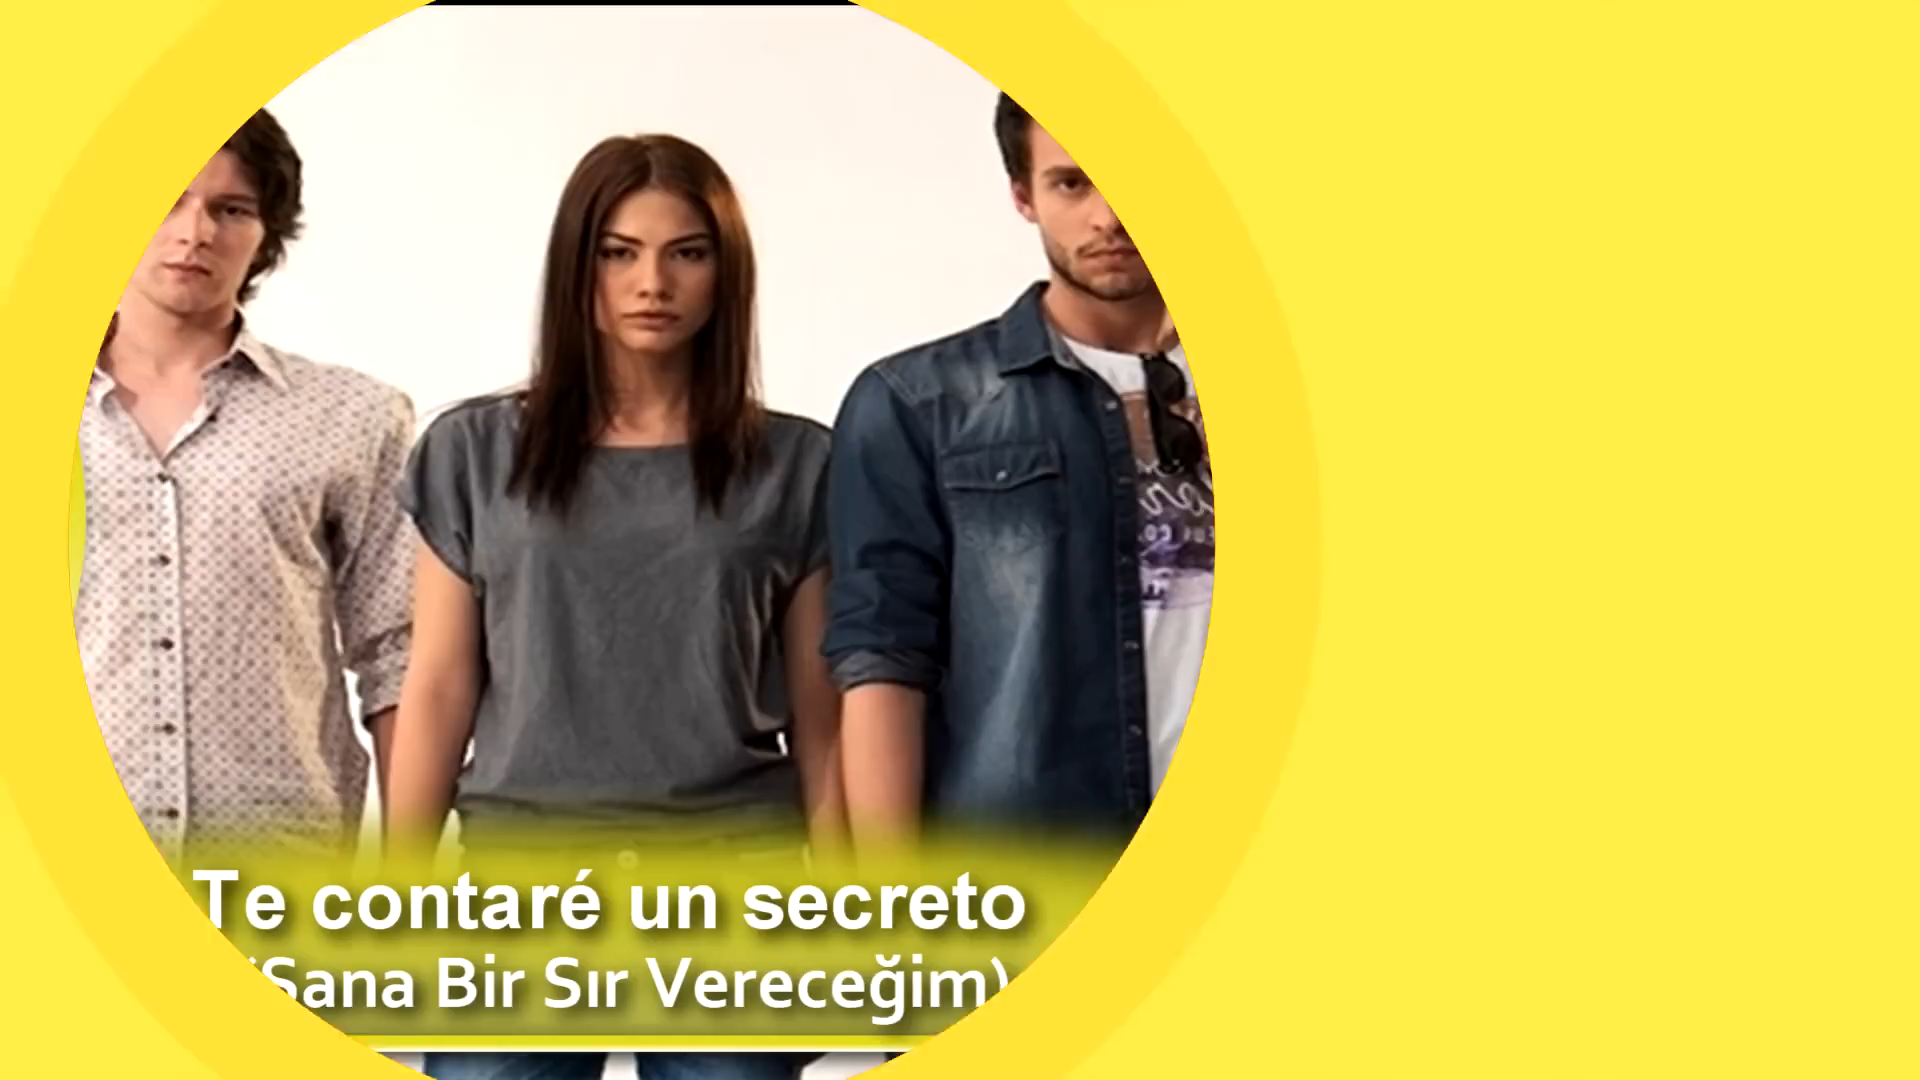 Te contaré un secreto
(Sana Bir Sır Vereceğim)